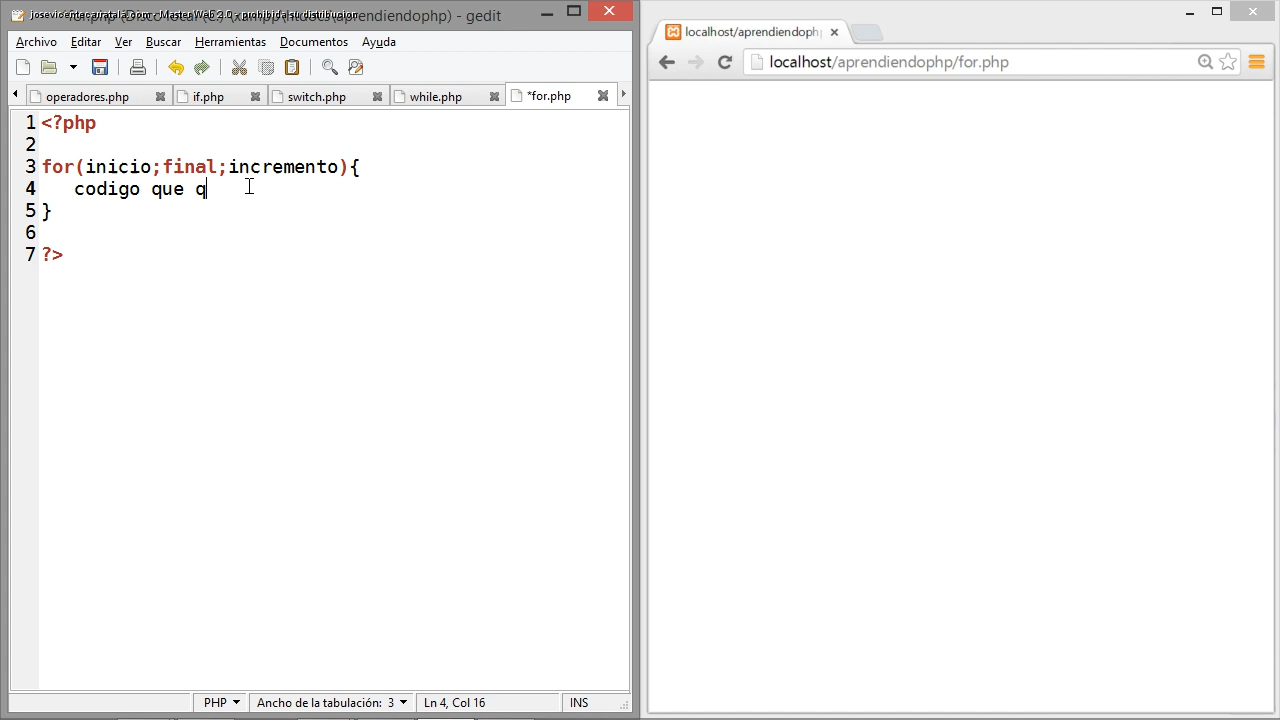 aprendiendophp) - gedit
Archivo Editar Ver Buscar Herramientas Documentos Ayuda
operadores.php if.php switch.php while.php *for.php
1 <?php
2
3 for(inicio;final;incremento){
4 codigo que q
5 }
6
7 ?>
PHP Ancho de la tabulación: 3 Ln 4, Col 16 INS
localhost/aprendiendoph
localhost/aprendiendophp/for.php